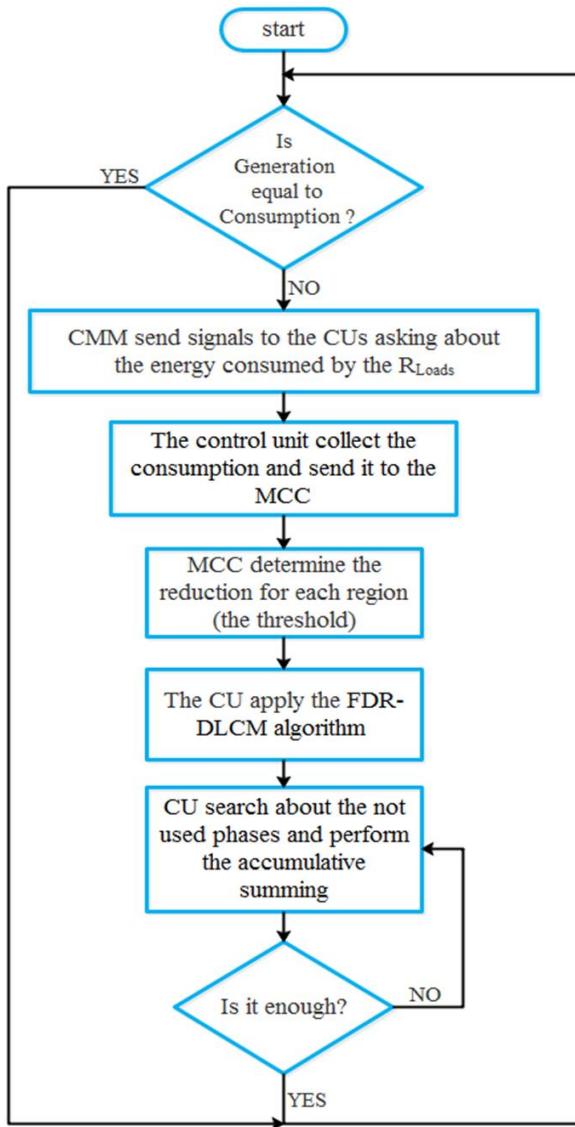 start
Is
Generation
equal to
Consumption ?
YES
NO
CMM send signals to the CUs asking about
the energy consumed by the RLoads
The control unit collect the
consumption and send it to the
MCC
MCC determine the
reduction for each region
(the threshold)
The CU apply the FDR-
DLCM algorithm
CU search about the not
used phases and perform
the accumulative
summing
Is it enough?
NO
YES